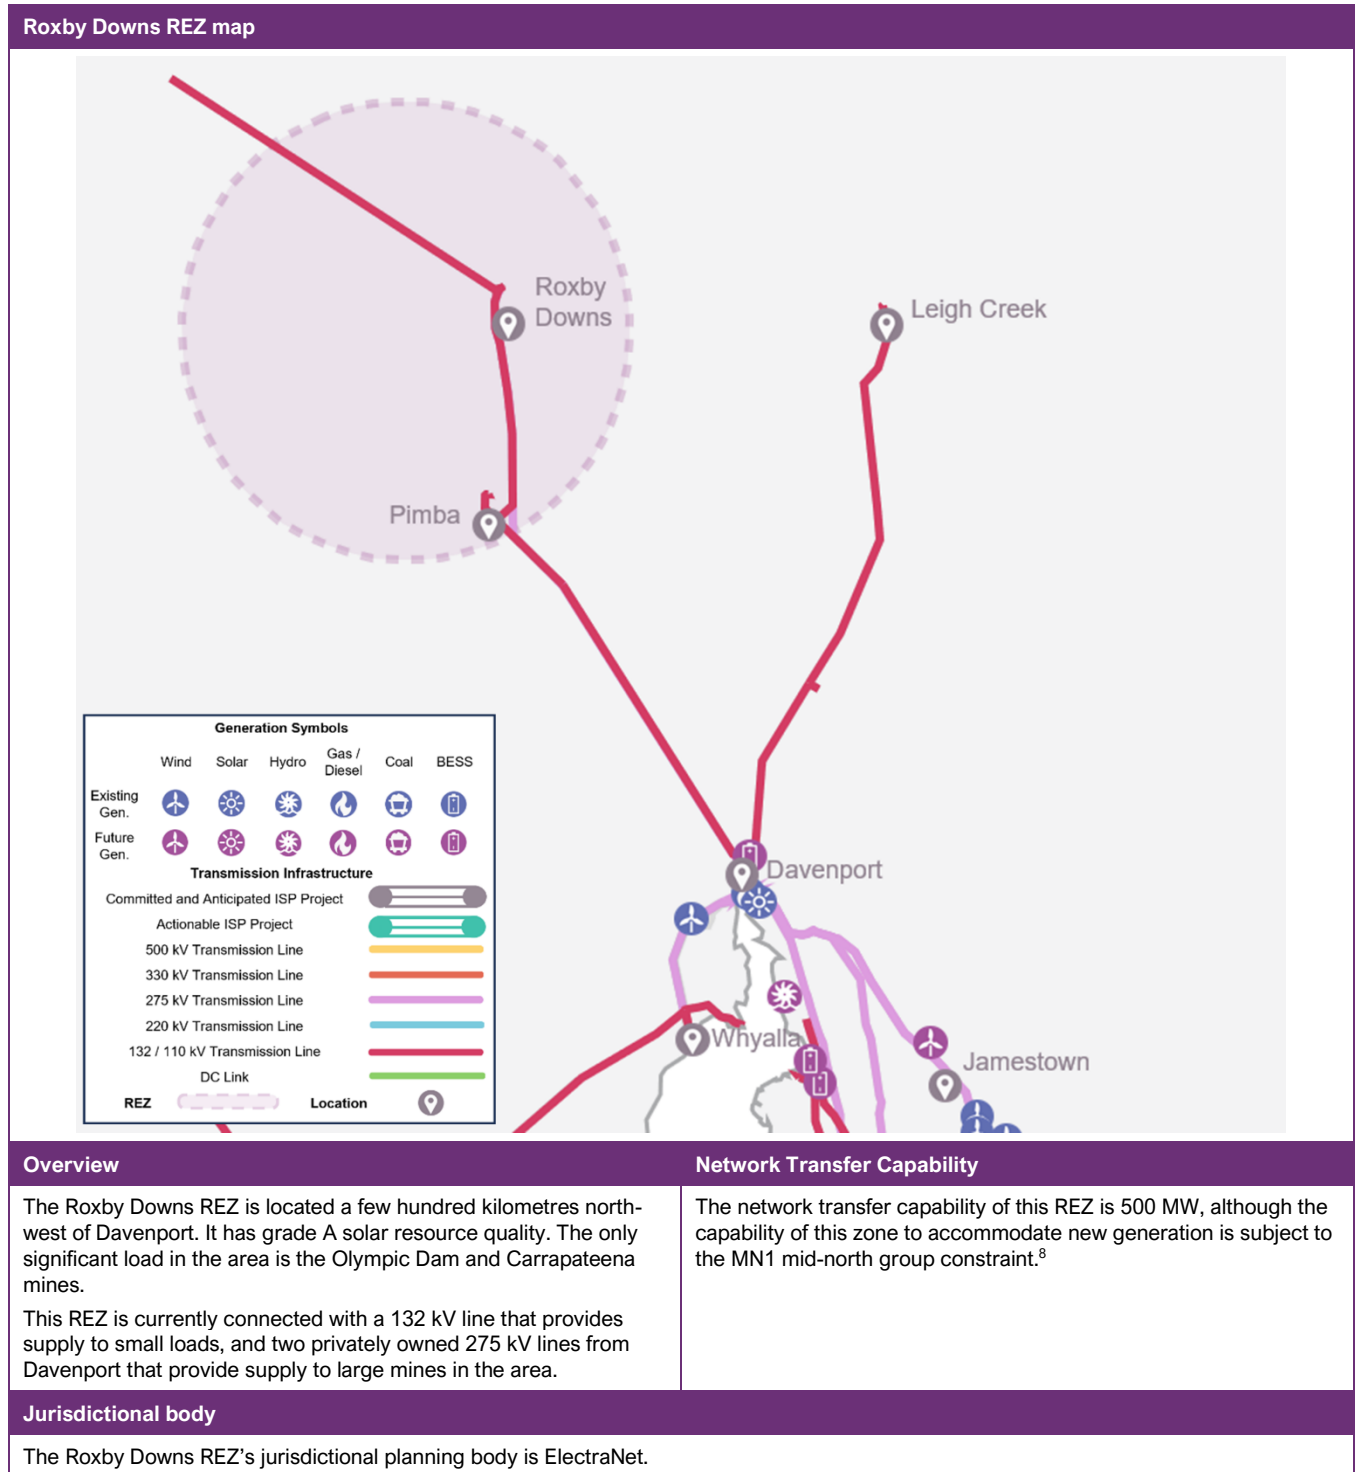 Roxby Downs REZ map
Roxby
Downs
Leigh Creek
Pimba
Davenport
Whyalla
Jamestown
Generation Symbols
Wind Solar Hydro Gas / Diesel Coal BESS
Existing Gen.
Future Gen.
Transmission Infrastructure
Committed and Anticipated ISP Project
Actionable ISP Project
500 kV Transmission Line
330 kV Transmission Line
275 kV Transmission Line
220 kV Transmission Line
132 / 110 kV Transmission Line
DC Link
REZ Location
Overview
The Roxby Downs REZ is located a few hundred kilometres north-
west of Davenport. It has grade A solar resource quality. The only
significant load in the area is the Olympic Dam and Carrapateena
mines.
This REZ is currently connected with a 132 kV line that provides
supply to small loads, and two privately owned 275 kV lines from
Davenport that provide supply to large mines in the area.
Network Transfer Capability
The network transfer capability of this REZ is 500 MW, although the
capability of this zone to accommodate new generation is subject to
the MN1 mid-north group constraint.⁸
Jurisdictional body
The Roxby Downs REZ’s jurisdictional planning body is ElectraNet.